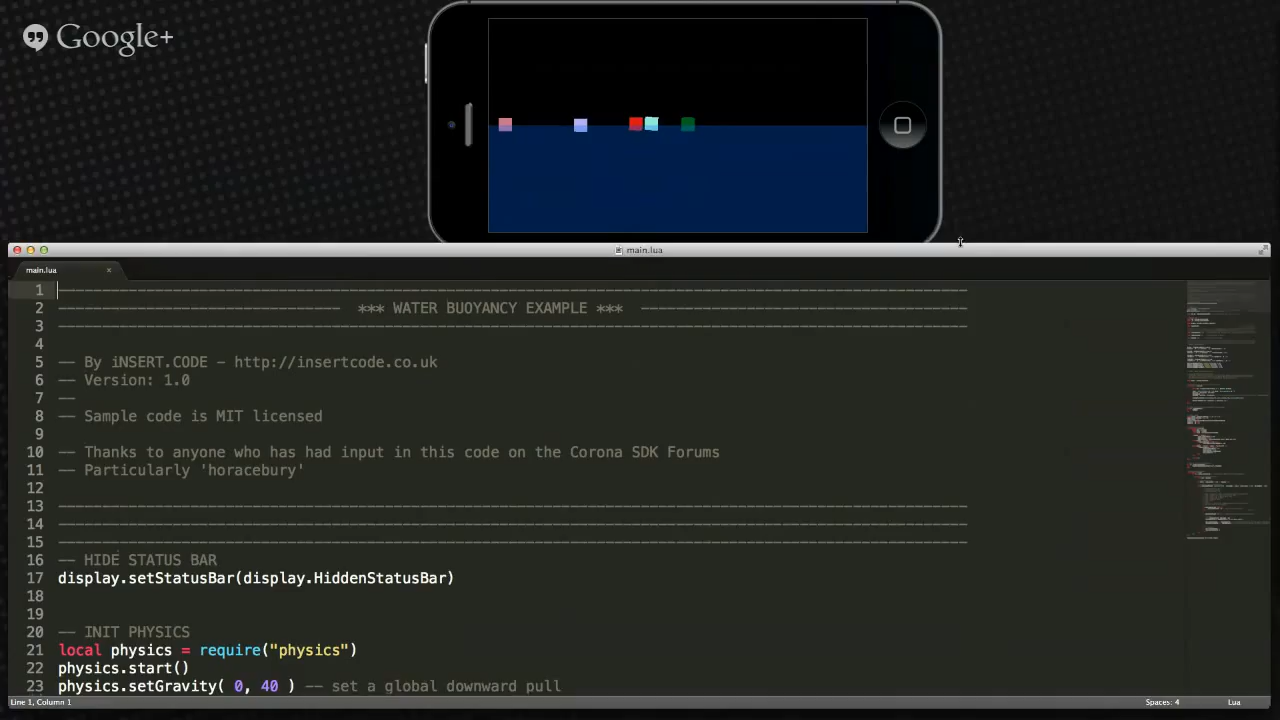 Google+
main.lua
main.lua ×
1 ————————————————————————————————————————
2 ———————————————— *** WATER BUOYANCY EXAMPLE *** ————————————————
3 ————————————————————————————————————————
4
5 -- By iNSERT.CODE - http://insertcode.co.uk
6 -- Version: 1.0
7 --
8 -- Sample code is MIT licensed
9
10 -- Thanks to anyone who has had input in this code on the Corona SDK Forums
11 -- Particularly 'horacebury'
12
13 ————————————————————————————————————————
14 ————————————————————————————————————————
15 ————————————————————————————————————————
16 -- HIDE STATUS BAR
17 display.setStatusBar(display.HiddenStatusBar)
18
19
20 -- INIT PHYSICS
21 local physics = require("physics")
22 physics.start()
23 physics.setGravity( 0, 40 ) -- set a global downward pull
Line 1, Column 1 Spaces: 4 Lua